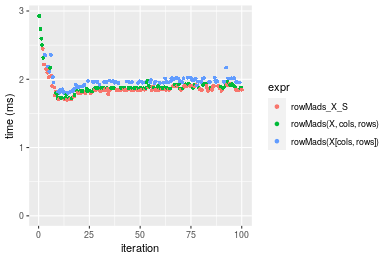 3
2
1
0
0
25
50
75
100
time (ms)
iteration
expr
rowMads_X_S
rowMads(X, cols, rows)
rowMads(X[cols, rows])